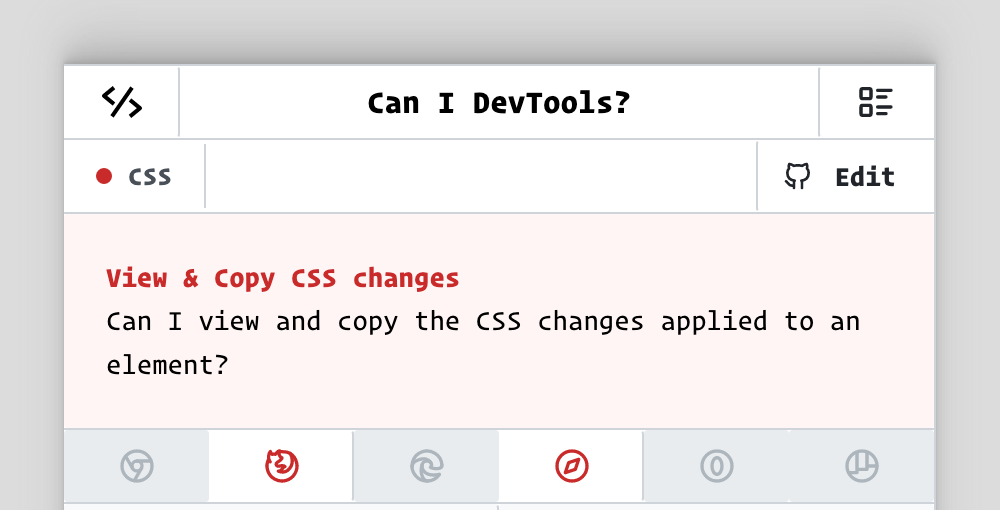 Can I DevTools?
CSS
Edit
View & Copy CSS changes
Can I view and copy the CSS changes applied to an
element?